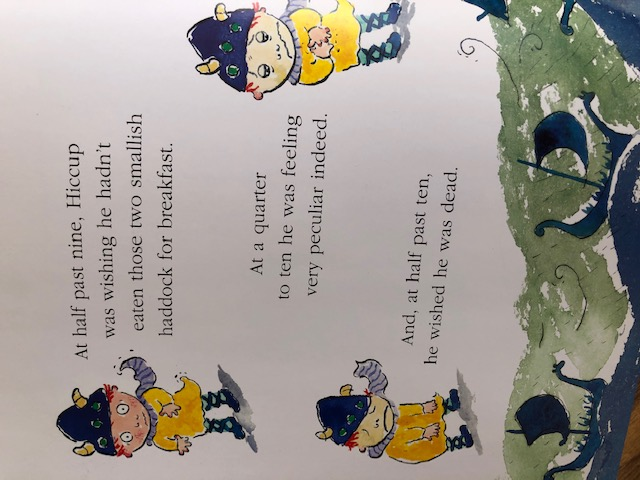 At half past nine, Hiccup
was wishing he hadn't
eaten those two smallish
haddock for breakfast.
At a quarter
to ten he was feeling
very peculiar indeed.
And, at half past ten,
he wished he was dead.